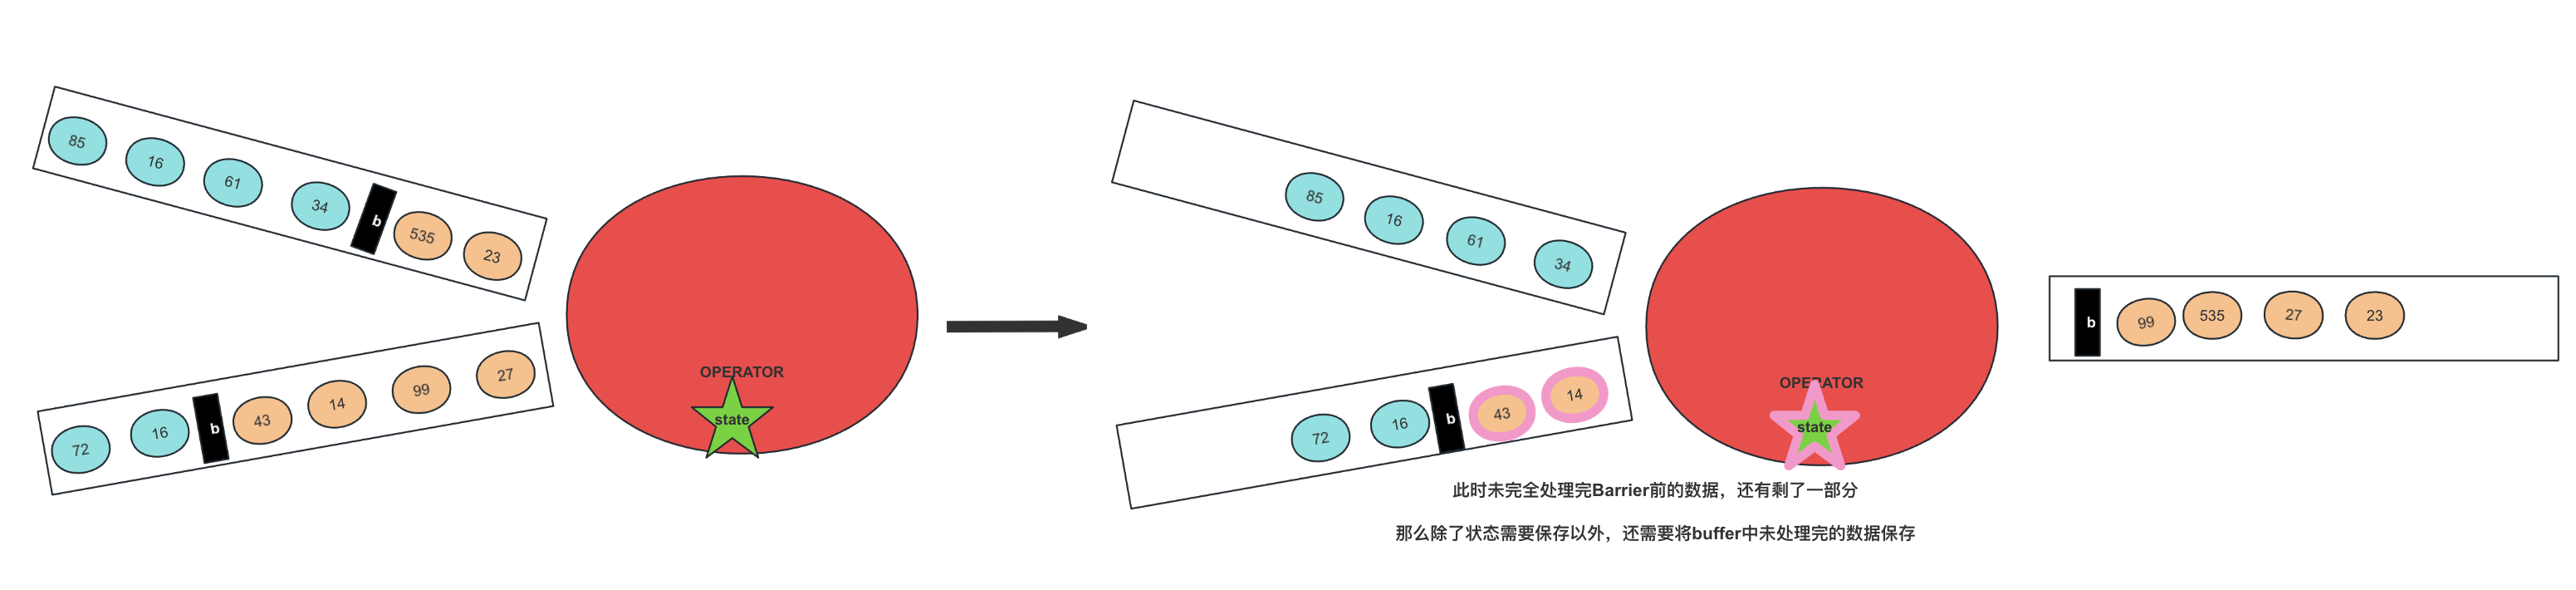 85 16 61 34 b 535 23
72 16 b 43 14 99 27
OPERATOR
state
85 16 61 34
72 16 b 43 14
OPERATOR
state
此时未完全处理完Barrier前的数据，还有剩了一部分
那么除了状态需要保存以外，还需要将buffer中未处理完的数据保存
b 99 535 27 23